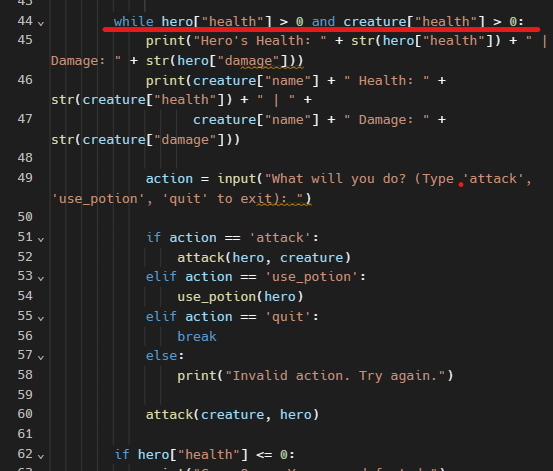 44 while hero["health"] > 0 and creature["health"] > 0:
45 print("Hero's Health: " + str(hero["health"]) + " |
Damage: " + str(hero["damage"]))
46 print(creature["name"] + " Health: " +
str(creature["health"]) + " | " +
47 creature["name"] + " Damage: " +
str(creature["damage"]))
48
49 action = input("What will you do? (Type 'attack',
'use_potion', 'quit' to exit): ")
50
51 if action == 'attack':
52 attack(hero, creature)
53 elif action == 'use_potion':
54 use_potion(hero)
55 elif action == 'quit':
56 break
57 else:
58 print("Invalid action. Try again.")
59
60 attack(creature, hero)
61
62 if hero["health"] <= 0: